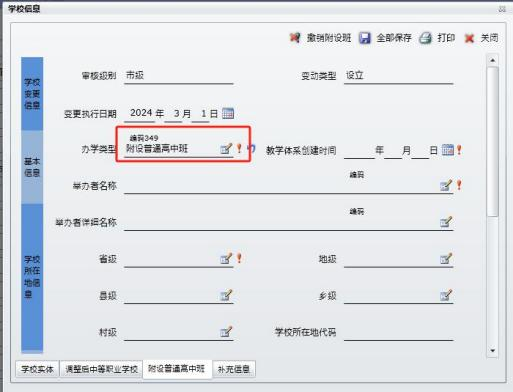 学校信息
撤销附设班 全部保存 打印 关闭
学校变更信息
审核级别 市级 变动类型 设立
变更执行日期 2024 年 3 月 1 日
基本信息
编码349
办学类型 附设普通高中班 ! 教学体系创建时间 年 月 日 !
编码
举办者名称 !
编码
举办者详细名称
学校所在地信息
省级 ! 地级
县级 乡级
村级 学校所在地代码
学校实体 调整后中等职业学校 附设普通高中班 补充信息